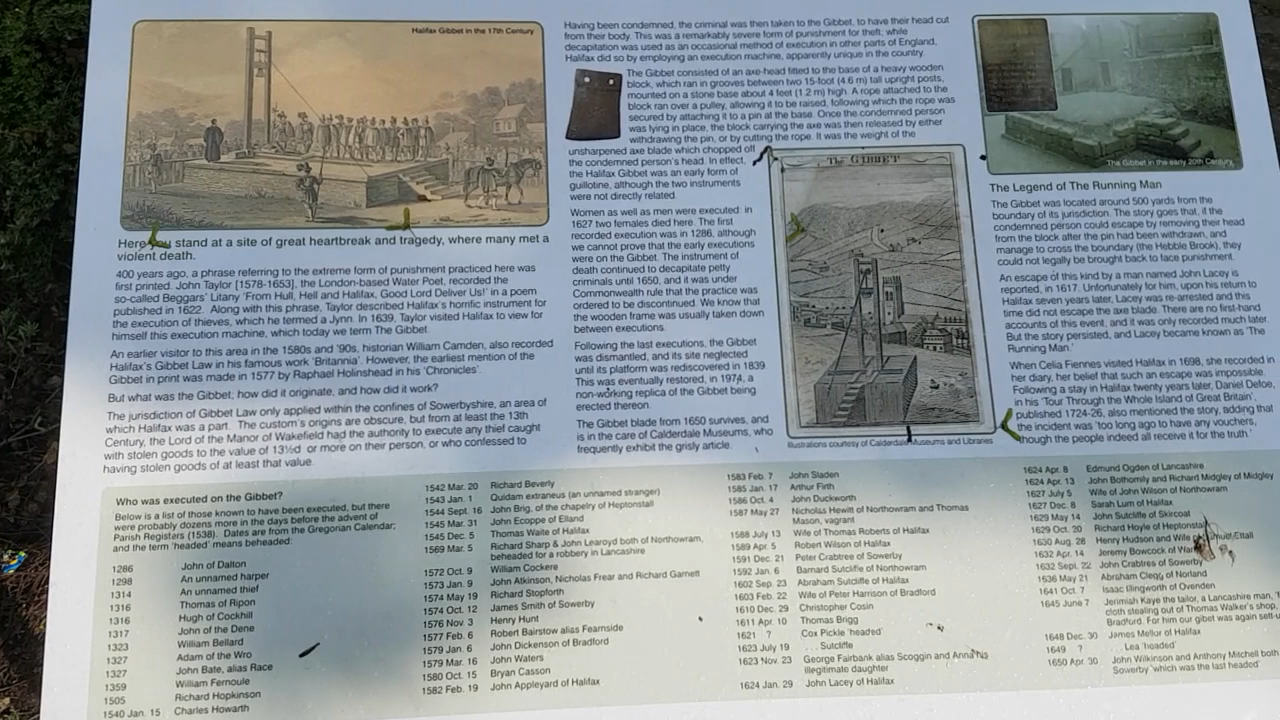 Halifax Gibbet in the 17th Century
Here you stand at a site of great heartbreak and tragedy, where many met a
violent death.
400 years ago, a phrase referring to the extreme form of punishment practiced here was
first printed. John Taylor [1578-1653], the London-based Water Poet, recorded the
so-called Beggars' Litany 'From Hull, Hell and Halifax, Good Lord Deliver Us!' in a poem
published in 1622. Along with this phrase, Taylor described Halifax's horrific instrument for
the execution of thieves, which he termed a Jynn. In 1639, Taylor visited Halifax to view for
himself this execution machine, which today we term The Gibbet.
An earlier visitor to this area in the 1580s and '90s, historian William Camden, also recorded
Halifax's Gibbet Law in his famous work 'Britannia'. However, the earliest mention of the
Gibbet in print was made in 1577 by Raphael Holinshead in his 'Chronicles'.
But what was the Gibbet; how did it originate, and how did it work?
The jurisdiction of Gibbet Law only applied within the confines of Sowerbyshire, an area of
which Halifax was a part. The custom's origins are obscure, but from at least the 13th
Century, the Lord of the Manor of Wakefield had the authority to execute any thief caught
with stolen goods to the value of 13½d or more on their person, or who confessed to
having stolen goods of at least that value.
Having been condemned, the criminal was then taken to the Gibbet, to have their head cut
from their body. This was a remarkably severe form of punishment for theft; while
decapitation was used as an occasional method of execution in other parts of England,
Halifax did so by employing an execution machine, apparently unique in the country.
The Gibbet consisted of an axe-head fitted to the base of a heavy wooden
block, which ran in grooves between two 15-foot (4.6 m) tall upright posts,
mounted on a stone base about 4 feet (1.2 m) high. A rope attached to the
block ran over a pulley, allowing it to be raised, following which the rope was
secured by attaching it to a pin at the base. Once the condemned person
was lying in place, the block carrying the axe was then released by either
withdrawing the pin, or by cutting the rope. It was the weight of the
unsharpened axe blade which chopped off
the condemned person's head. In effect,
the Halifax Gibbet was an early form of
guillotine, although the two instruments
were not directly related.
Women as well as men were executed: in
1627 two females died here. The first
recorded execution was in 1286, although
we cannot prove that the early executions
were on the Gibbet. The instrument of
death continued to decapitate petty
criminals until 1650, and it was under
Commonwealth rule that the practice was
ordered to be discontinued. We know that
the wooden frame was usually taken down
between executions.
Following the last executions, the Gibbet
was dismantled, and its site neglected
until its platform was rediscovered in 1839.
This was eventually restored, in 1974, a
non-working replica of the Gibbet being
erected thereon.
The Gibbet blade from 1650 survives, and
is in the care of Calderdale Museums, who
frequently exhibit the grisly article.
The GIBBET
Illustrations courtesy of Calderdale Museums and Libraries
The Gibbet in the early 20th Century
The Legend of The Running Man
The Gibbet was located around 500 yards from the
boundary of its jurisdiction. The story goes that, if the
condemned person could escape by removing their head
from the block after the pin had been withdrawn, and
manage to cross the boundary (the Hebble Brook), they
could not legally be brought back to face punishment.
An escape of this kind by a man named John Lacey is
reported, in 1617. Unfortunately for him, upon his return to
Halifax seven years later, Lacey was re-arrested and this
time did not escape the axe blade. There are no first-hand
accounts of this event, and it was only recorded much later.
But the story persisted, and Lacey became known as 'The
Running Man.'
When Celia Fiennes visited Halifax in 1698, she recorded in
her diary, her belief that such an escape was impossible.
Following a stay in Halifax twenty years later, Daniel Defoe,
in his 'Tour Through the Whole Island of Great Britain',
published 1724-26, also mentioned the story, adding that
the incident was 'too long ago to have any vouchers,
though the people indeed all receive it for the truth.'
Who was executed on the Gibbet?
Below is a list of those known to have been executed, but there
were probably dozens more in the days before the advent of
Parish Registers (1538). Dates are from the Gregorian Calendar;
and the term 'headed' means beheaded:
1286 John of Dalton
1298 An unnamed harper
1314 An unnamed thief
1316 Thomas of Ripon
1316 Hugh of Cockhill
1317 John of the Dene
1323 William Bellard
1327 Adam of the Wro
1327 John Bate, alias Race
1359 William Fernoule
1505 Richard Hopkinson
1540 Jan. 15 Charles Howarth
1542 Mar. 20 Richard Beverly
1543 Jan. 1 Quidam extraneus (an unnamed stranger)
1544 Sept. 16 John Brig, of the chapelry of Heptonstall
1545 Mar. 31 John Ecoppe of Elland
1545 Dec. 5 Thomas Waite of Halifax
1569 Mar. 5 Richard Sharp & John Learoyd both of Northowram,
beheaded for a robbery in Lancashire
1572 Oct. 9 William Cockere
1573 Jan. 9 John Atkinson, Nicholas Frear and Richard Garnett
1574 May 19 Richard Stopforth
1574 Oct. 12 James Smith of Sowerby
1576 Nov. 3 Henry Hunt
1577 Feb. 6 Robert Bairstow alias Fearnside
1579 Jan. 6 John Dickenson of Bradford
1579 Mar. 16 John Waters
1580 Oct. 15 Bryan Casson
1582 Feb. 19 John Appleyard of Halifax
1583 Feb. 7 John Sladen
1585 Jan. 17 Arthur Firth
1586 Oct. 4 John Duckworth
1587 May 27 Nicholas Hewitt of Northowram and Thomas
Mason, vagrant
1588 July 13 Wife of Thomas Roberts of Halifax
1589 Apr. 5 Robert Wilson of Halifax
1591 Dec. 21 Peter Crabtree of Sowerby
1592 Jan. 6 Barnard Sutcliffe of Northowram
1602 Sep. 23 Abraham Sutcliffe of Halifax
1603 Feb. 22 Wife of Peter Harrison of Bradford
1610 Dec. 29 Christopher Cosin
1611 Apr. 10 Thomas Brigg
1621 ? Cox Pickle 'headed'
1623 July 19 ... Sutcliffe
1623 Nov. 23 George Fairbank alias Scoggin and Anna his
illegitimate daughter
1624 Jan. 29 John Lacey of Halifax
1624 Apr. 8 Edmund Ogden of Lancashire
1624 Apr. 13 John Bothomily and Richard Midgley of Midgley
1627 July 5 Wife of John Wilson of Northowram
1627 Dec. 8 Sarah Lum of Halifax
1629 May 14 John Sutcliffe of Skircoat
1629 Oct. 20 Richard Hoyle of Heptonstall
1630 Aug. 28 Henry Hudson and Wife of Ettall
1632 Apr. 14 Jeremy Bowcock of
1632 Sept. 22 John Crabtres of Sowerby
1636 May 21 Abraham Clegg of Norland
1641 Oct. 7 Isaac Illingworth of Ovenden
1645 June 7 Jerimiah Kaye the tailor, a Lancashire man,
cloth stealing out of Thomas Walker's shop,
Bradford. For him our gibet was again sett-u
1648 Dec. 30 James Mellor of Halifax
1649 ? ... Lea 'headed'
1650 Apr. 30 John Wilkinson and Anthony Mitchell both
Sowerby 'which was the last headed'